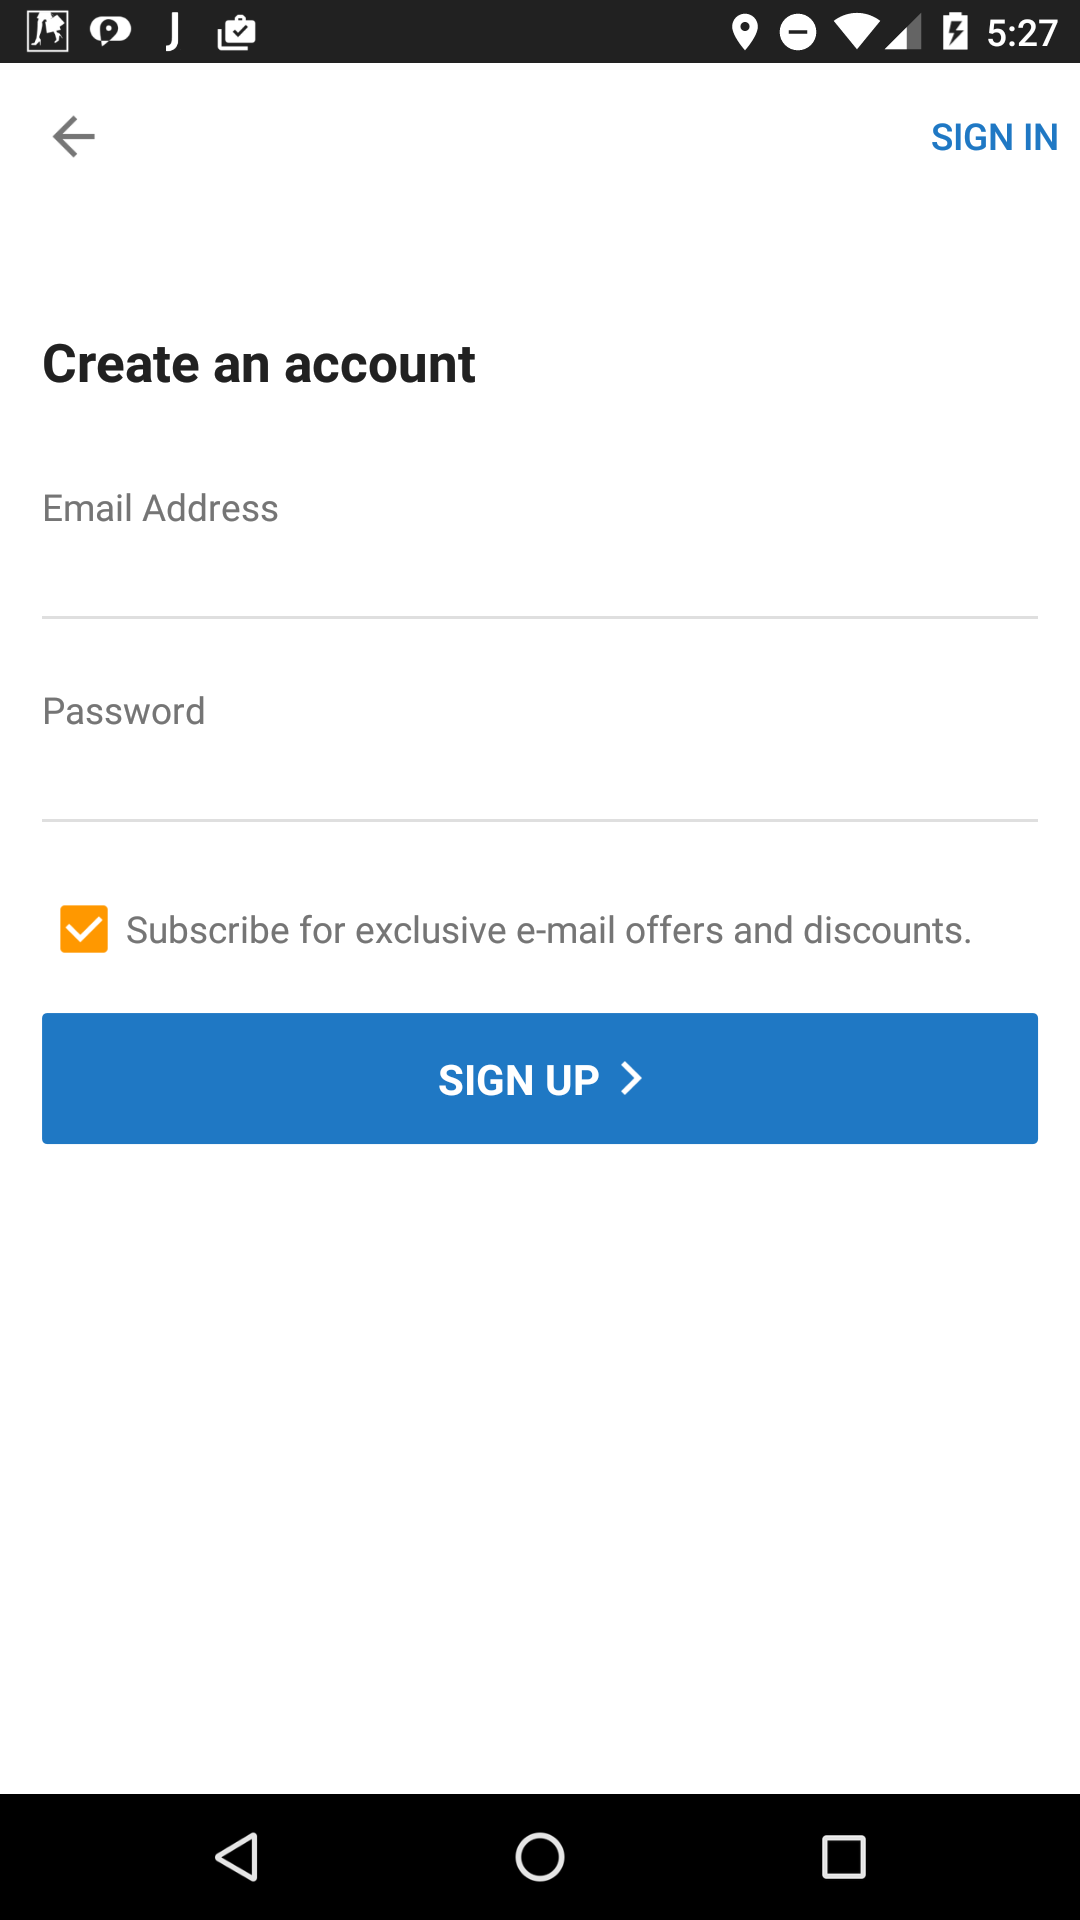 5:27
SIGN IN
Create an account
Email Address
Password
Subscribe for exclusive e-mail offers and discounts.
SIGN UP